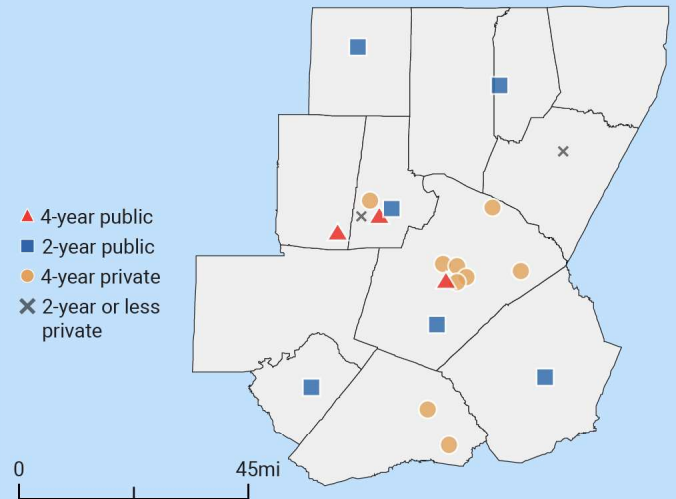 4-year public
2-year public
4-year private
2-year or less
private
0
45mi